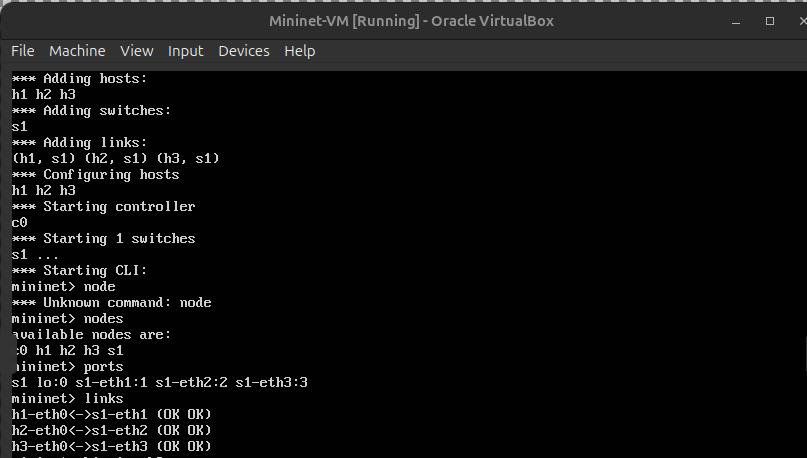 Mininet-VM [Running] - Oracle VirtualBox
File Machine View Input Devices Help
*** Adding hosts:
h1 h2 h3
*** Adding switches:
s1
*** Adding links:
(h1, s1) (h2, s1) (h3, s1)
*** Configuring hosts
h1 h2 h3
*** Starting controller
c0
*** Starting 1 switches
s1 ...
*** Starting CLI:
mininet> node
*** Unknown command: node
mininet> nodes
available nodes are:
c0 h1 h2 h3 s1
mininet> ports
s1 lo:0 s1-eth1:1 s1-eth2:2 s1-eth3:3
mininet> links
h1-eth0<->s1-eth1 (OK OK)
h2-eth0<->s1-eth2 (OK OK)
h3-eth0<->s1-eth3 (OK OK)